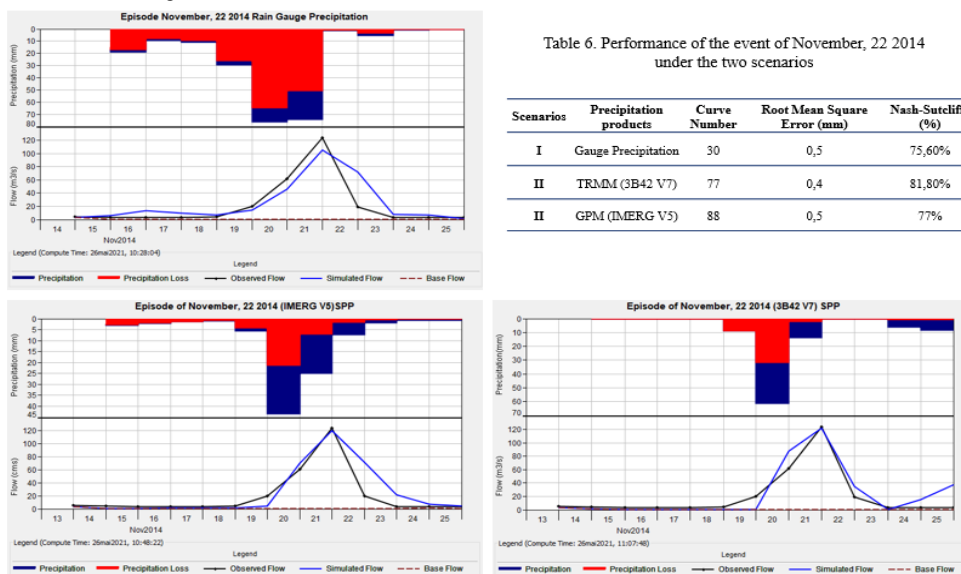 Episode November, 22 2014 Rain Gauge Precipitation
Precipitation (mm)
0
10
20
30
40
50
60
70
80
Flow (m3/s)
120
100
80
60
40
20
0
14 15 16 17 18 19 20 21 22 23 24 25
Nov2014
Legend (Compute Time: 26mai2021, 10:28:04)
Legend
Precipitation Precipitation Loss Observed Flow Simulated Flow Base Flow
Table 6. Performance of the event of November, 22 2014
under the two scenarios
Scenarios Precipitation products Curve Number Root Mean Square Error (mm) Nash-Sutcliff (%)
I Gauge Precipitation 30 0,5 75,60%
II TRMM (3B42 V7) 77 0,4 81,80%
II GPM (IMERG V5) 88 0,5 77%
Episode of November, 22 2014 (IMERG V5)SPP
Precipitation(mm)
0
5
10
15
20
25
30
35
40
45
Flow (cms)
120
100
80
60
40
20
0
13 14 15 16 17 18 19 20 21 22 23 24 25
Nov2014
Legend (Compute Time: 26mai2021, 10:48:22)
Legend
Precipitation Precipitation Loss Observed Flow Simulated Flow Base Flow
Episode of November, 22 2014 (3B42 V7) SPP
Precipitation(mm)
0
10
20
30
40
50
60
70
Flow (m3/s)
120
100
80
60
40
20
0
13 14 15 16 17 18 19 20 21 22 23 24 25
Nov2014
Legend (Compute Time: 26mai2021, 11:07:48)
Legend
Precipitation Precipitation Loss Observed Flow Simulated Flow Base Flow